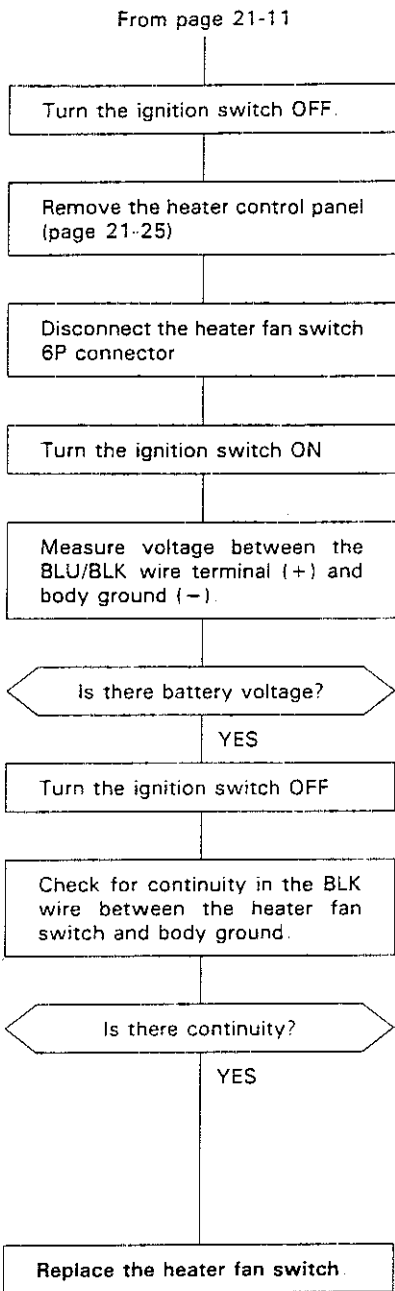 From page 21-11
Turn the ignition switch OFF.
Remove the heater control panel
(page 21-25)
Disconnect the heater fan switch
6P connector
Turn the ignition switch ON
Measure voltage between the
BLU/BLK wire terminal (+) and
body ground (−).
Is there battery voltage?
YES
Turn the ignition switch OFF
Check for continuity in the BLK
wire between the heater fan
switch and body ground.
Is there continuity?
YES
Replace the heater fan switch.